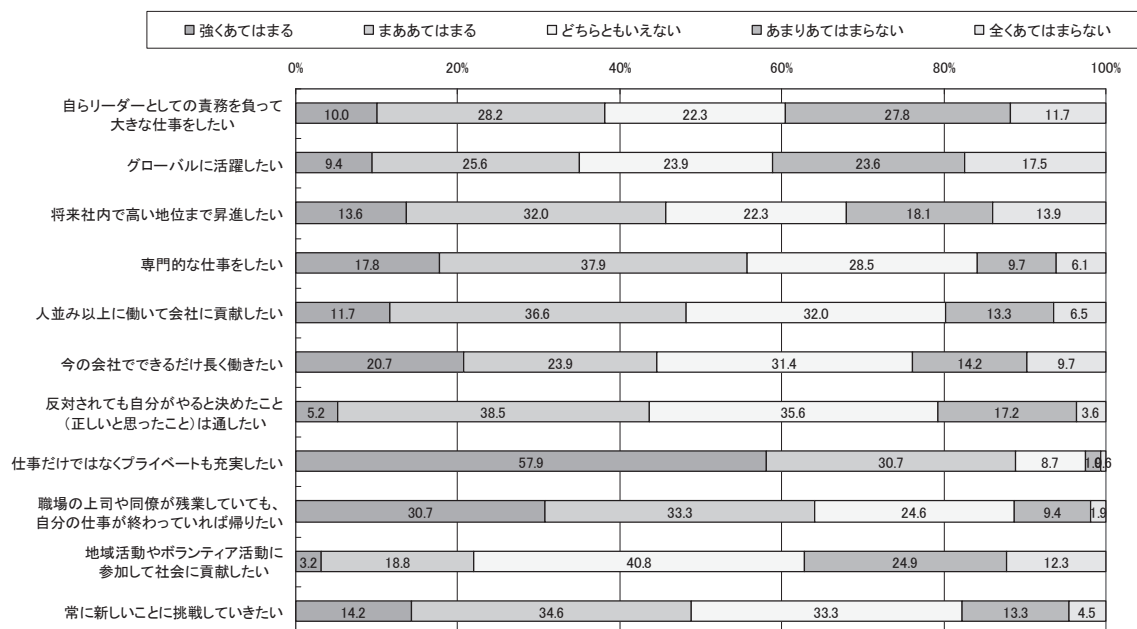 強くあてはまる まああてはまる どちらともいえない あまりあてはまらない 全くあてはまらない
0% 20% 40% 60% 80% 100%
自らリーダーとしての責務を負って
大きな仕事をしたい
10.0 28.2 22.3 27.8 11.7
グローバルに活躍したい
9.4 25.6 23.9 23.6 17.5
将来社内で高い地位まで昇進したい
13.6 32.0 22.3 18.1 13.9
専門的な仕事をしたい
17.8 37.9 28.5 9.7 6.1
人並み以上に働いて会社に貢献したい
11.7 36.6 32.0 13.3 6.5
今の会社でできるだけ長く働きたい
20.7 23.9 31.4 14.2 9.7
反対されても自分がやると決めたこと
（正しいと思ったこと）は通したい
5.2 38.5 35.6 17.2 3.6
仕事だけではなくプライベートも充実したい
57.9 30.7 8.7
職場の上司や同僚が残業していても、
自分の仕事が終わっていれば帰りたい
30.7 33.3 24.6 9.4 1.9
地域活動やボランティア活動に
参加して社会に貢献したい
3.2 18.8 40.8 24.9 12.3
常に新しいことに挑戦していきたい
14.2 34.6 33.3 13.3 4.5